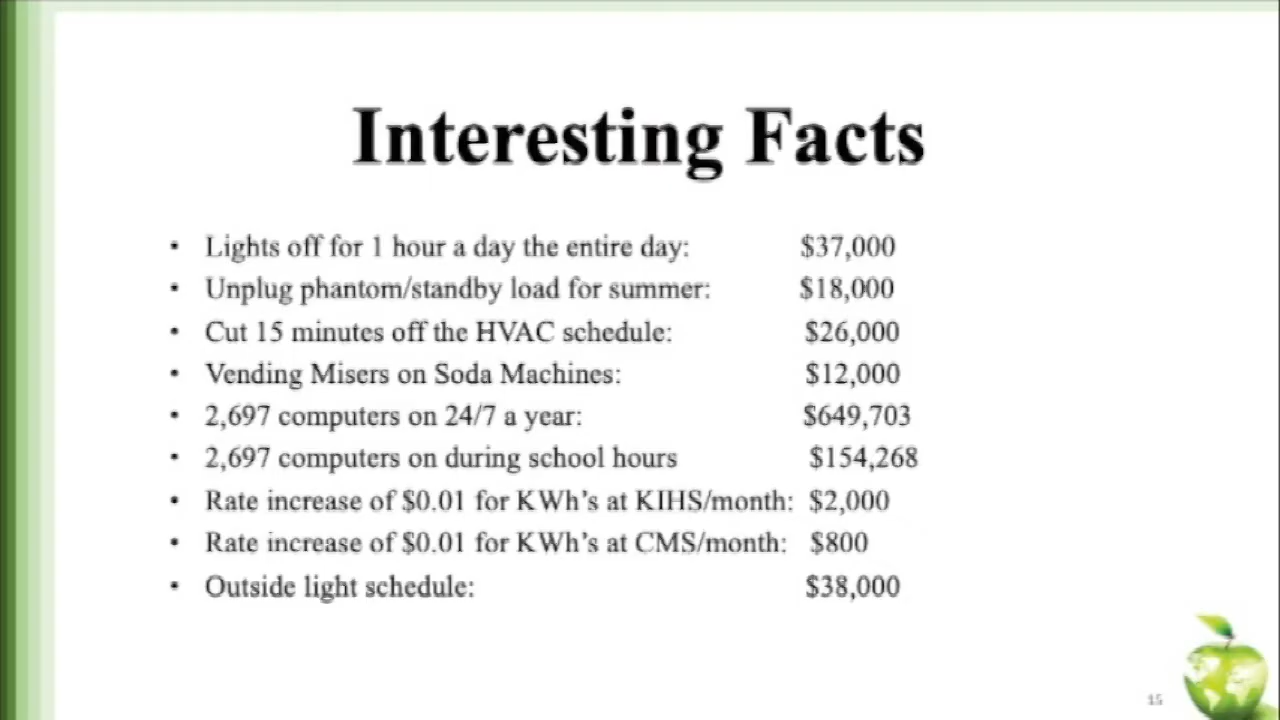 Interesting Facts
• Lights off for 1 hour a day the entire day: $37,000
• Unplug phantom/standby load for summer: $18,000
• Cut 15 minutes off the HVAC schedule: $26,000
• Vending Misers on Soda Machines: $12,000
• 2,697 computers on 24/7 a year: $649,703
• 2,697 computers on during school hours $154,268
• Rate increase of $0.01 for KWh's at KIHS/month: $2,000
• Rate increase of $0.01 for KWh's at CMS/month: $800
• Outside light schedule: $38,000
15